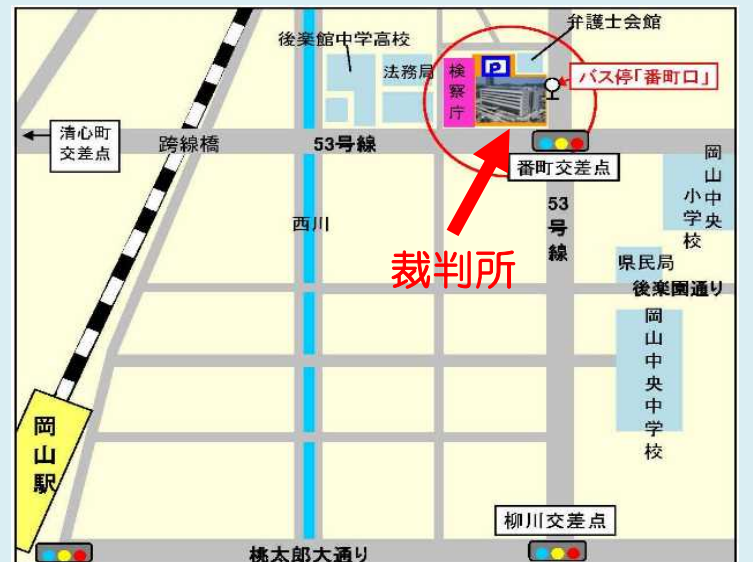 弁護士会館
後楽館中学高校
法務局
検察庁
P
バス停「番町口」
清心町
交差点
跨線橋
53号線
番町交差点
岡山中央
小学校
53号線
西川
裁判所
県民局
後楽園通り
岡山中央中学校
岡山駅
柳川交差点
桃太郎大通り